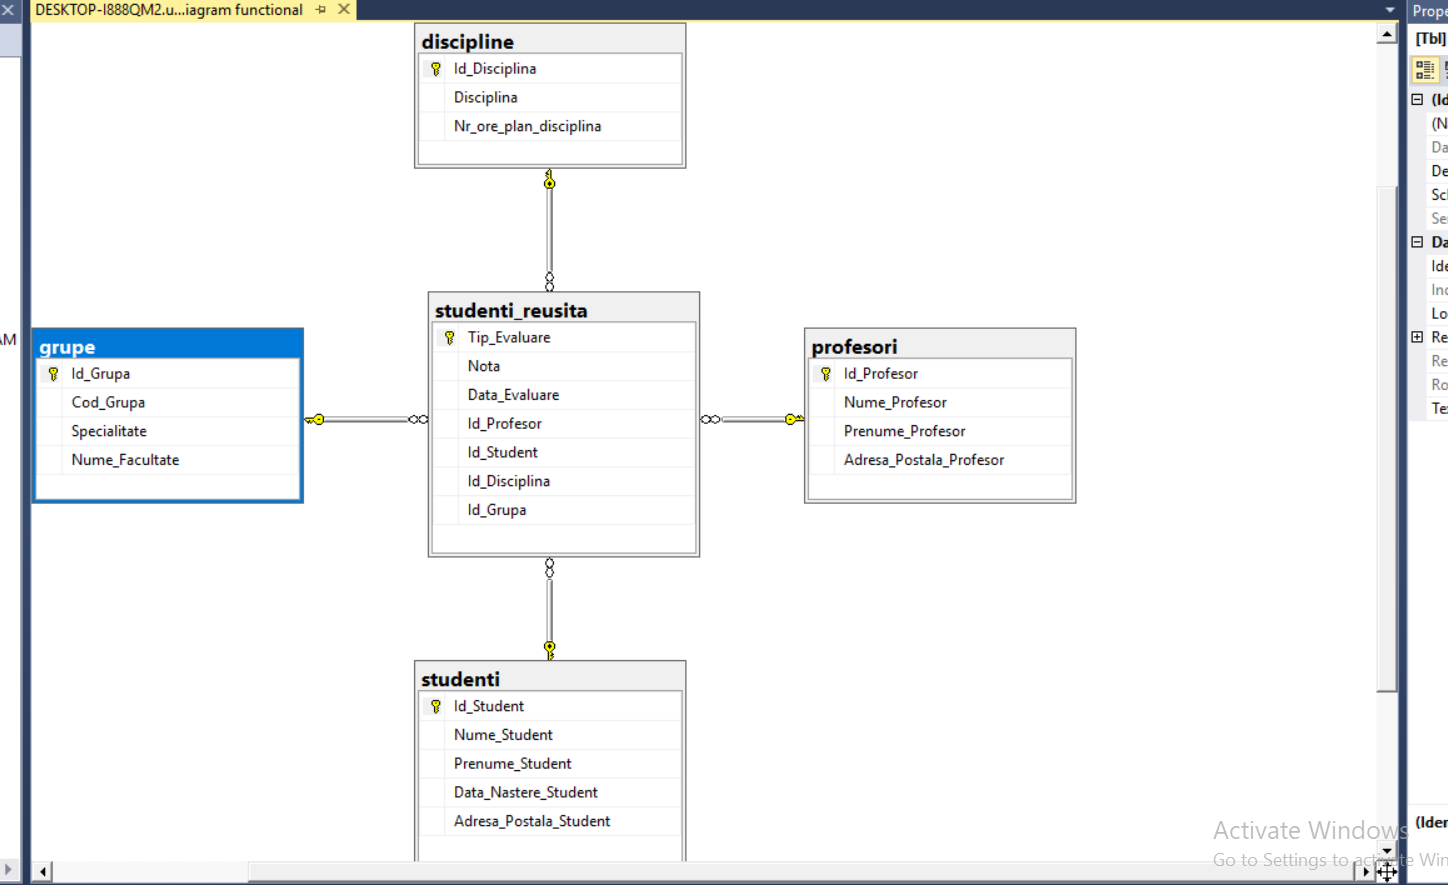 DESKTOP-I888QM2.u...iagram functional
discipline
Id_Disciplina
Disciplina
Nr_ore_plan_disciplina
studenti_reusita
Tip_Evaluare
Nota
Data_Evaluare
Id_Profesor
Id_Student
Id_Disciplina
Id_Grupa
AM
grupe
Id_Grupa
Cod_Grupa
Specialitate
Nume_Facultate
profesori
Id_Profesor
Nume_Profesor
Prenume_Profesor
Adresa_Postala_Profesor
studenti
Id_Student
Nume_Student
Prenume_Student
Data_Nastere_Student
Adresa_Postala_Student
Prope
[Tbl]
(Id
(N
Da
De
Scl
Se
Da
Ide
Inc
Lo
Re
Re
Ro
Te
(Iden
Activate Windows
Go to Settings to activate Win